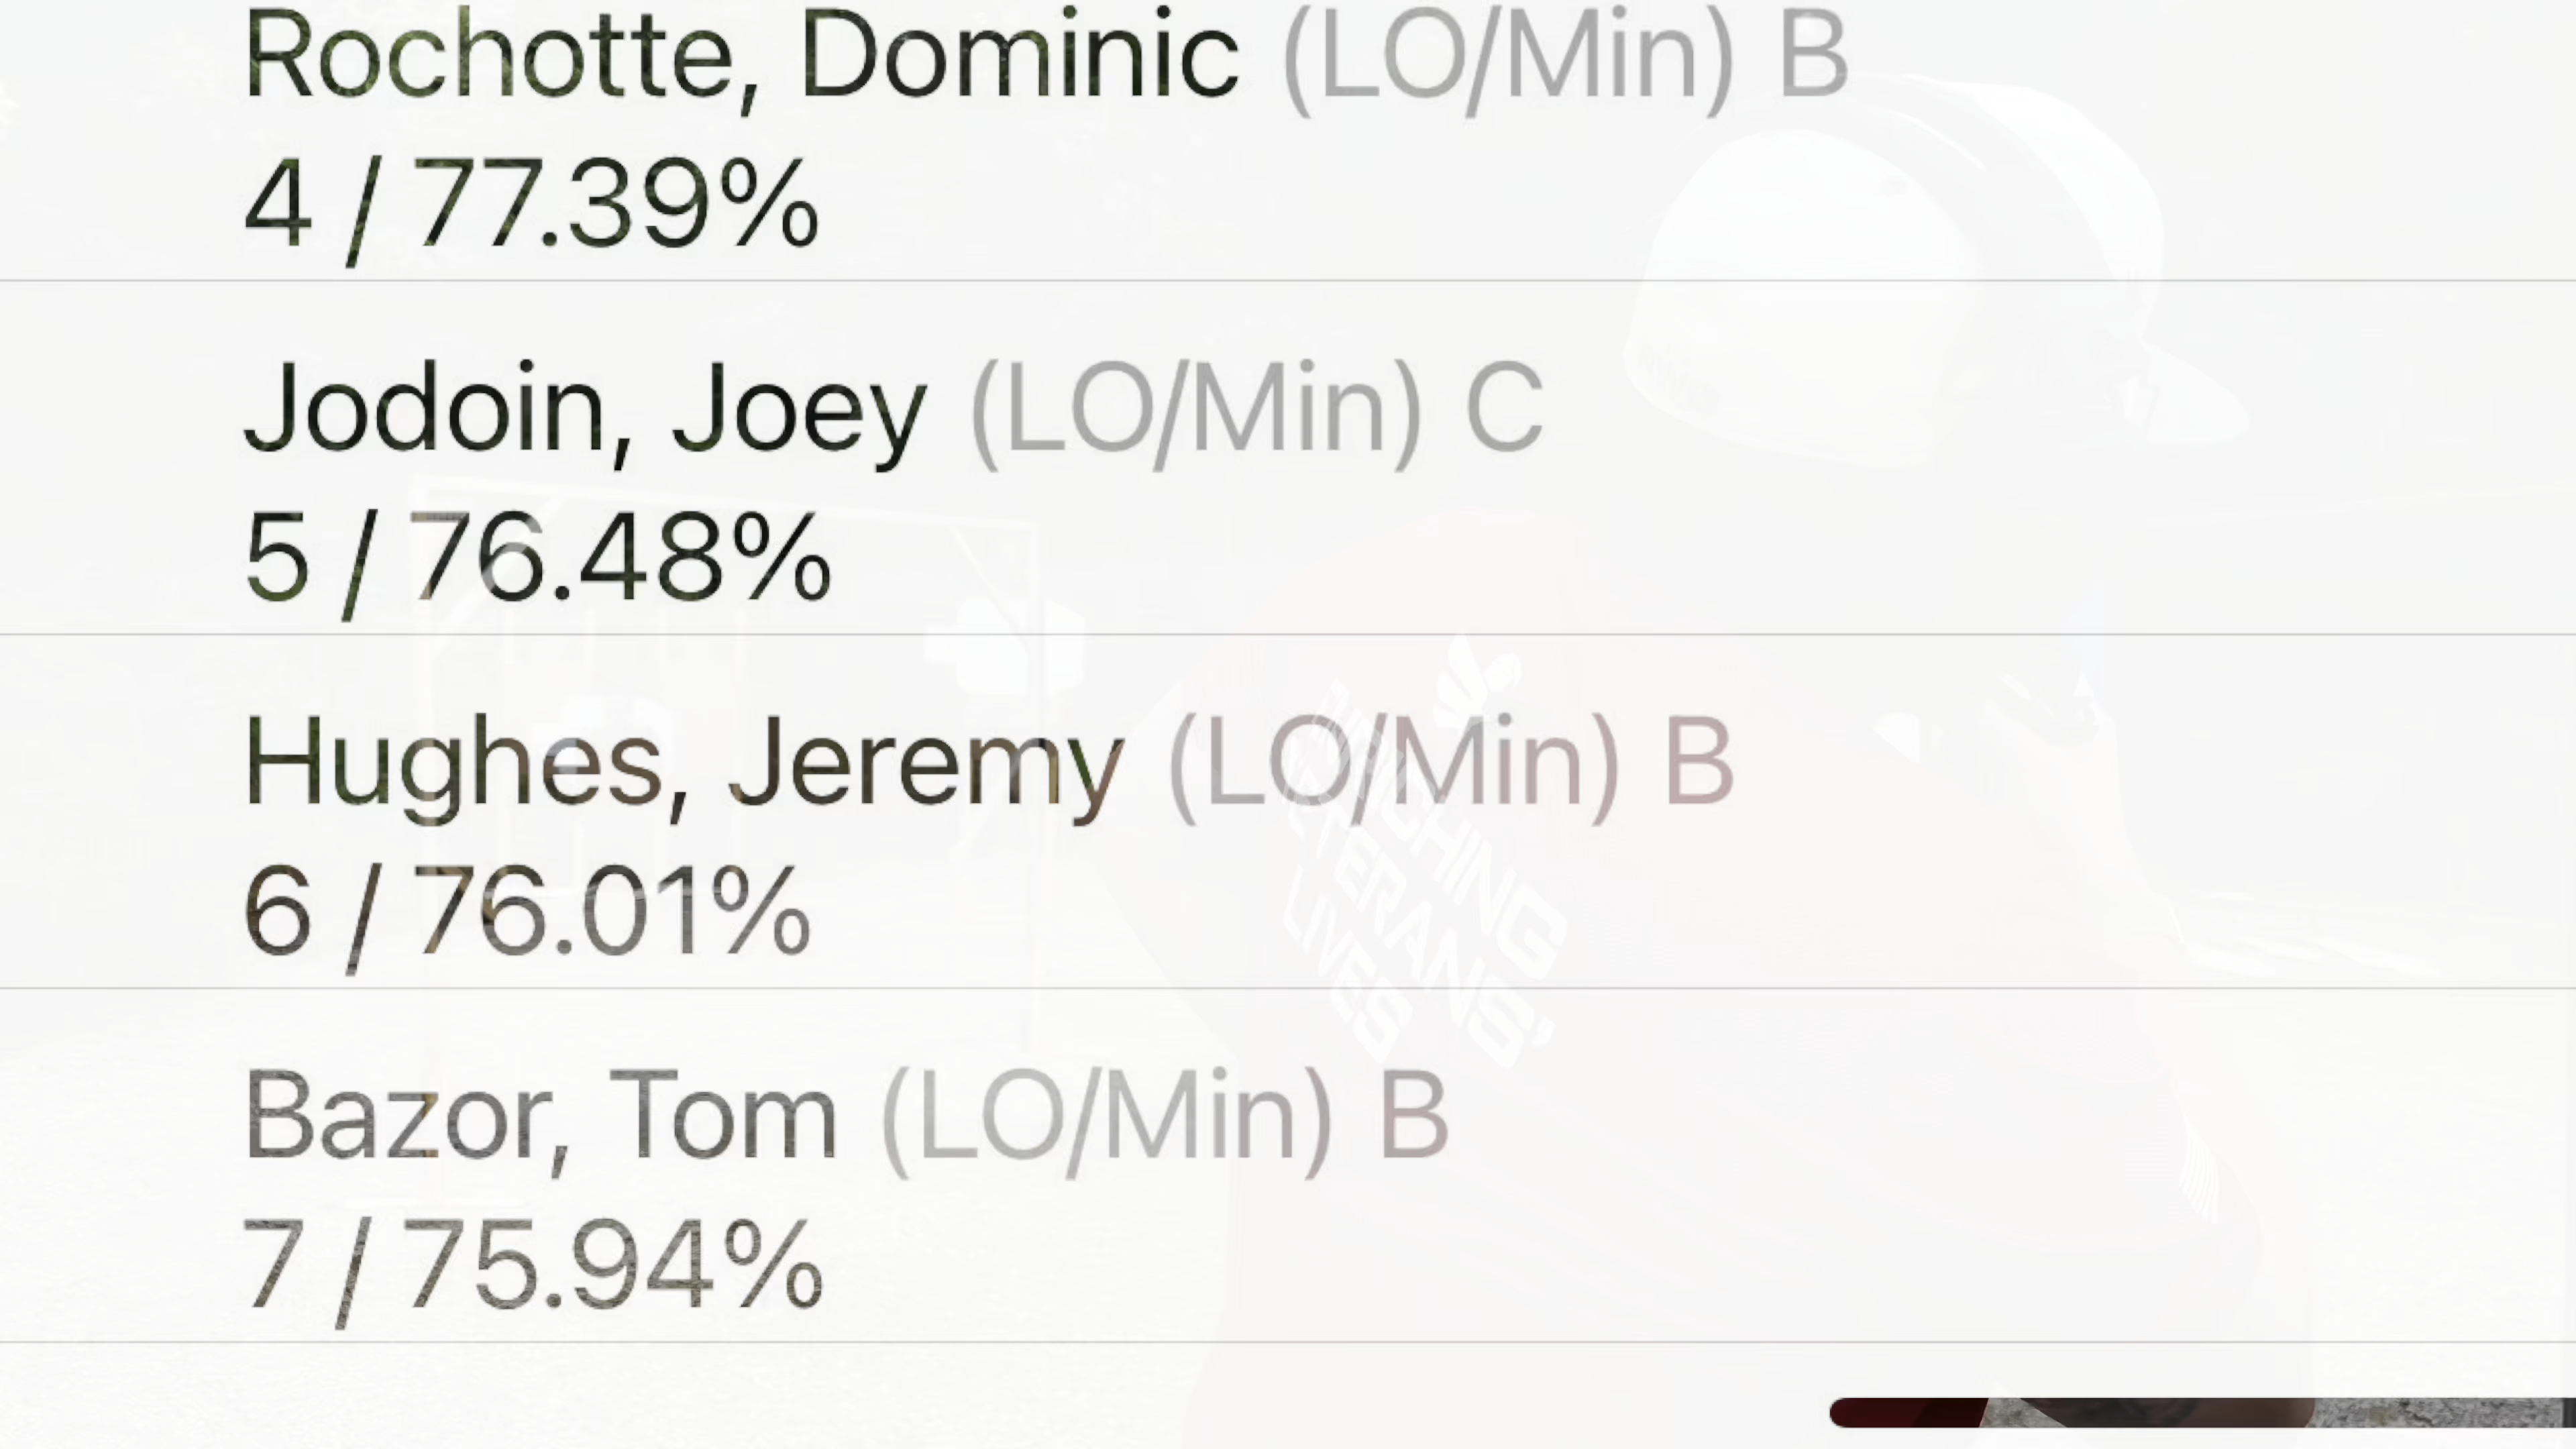 Rochotte, Dominic (LO/Min) B
4 / 77.39%
Jodoin, Joey (LO/Min) C
5 / 76.48%
Hughes, Jeremy (LO/Min) B
6 / 76.01%
Bazor, Tom (LO/Min) B
7 / 75.94%
LIVES